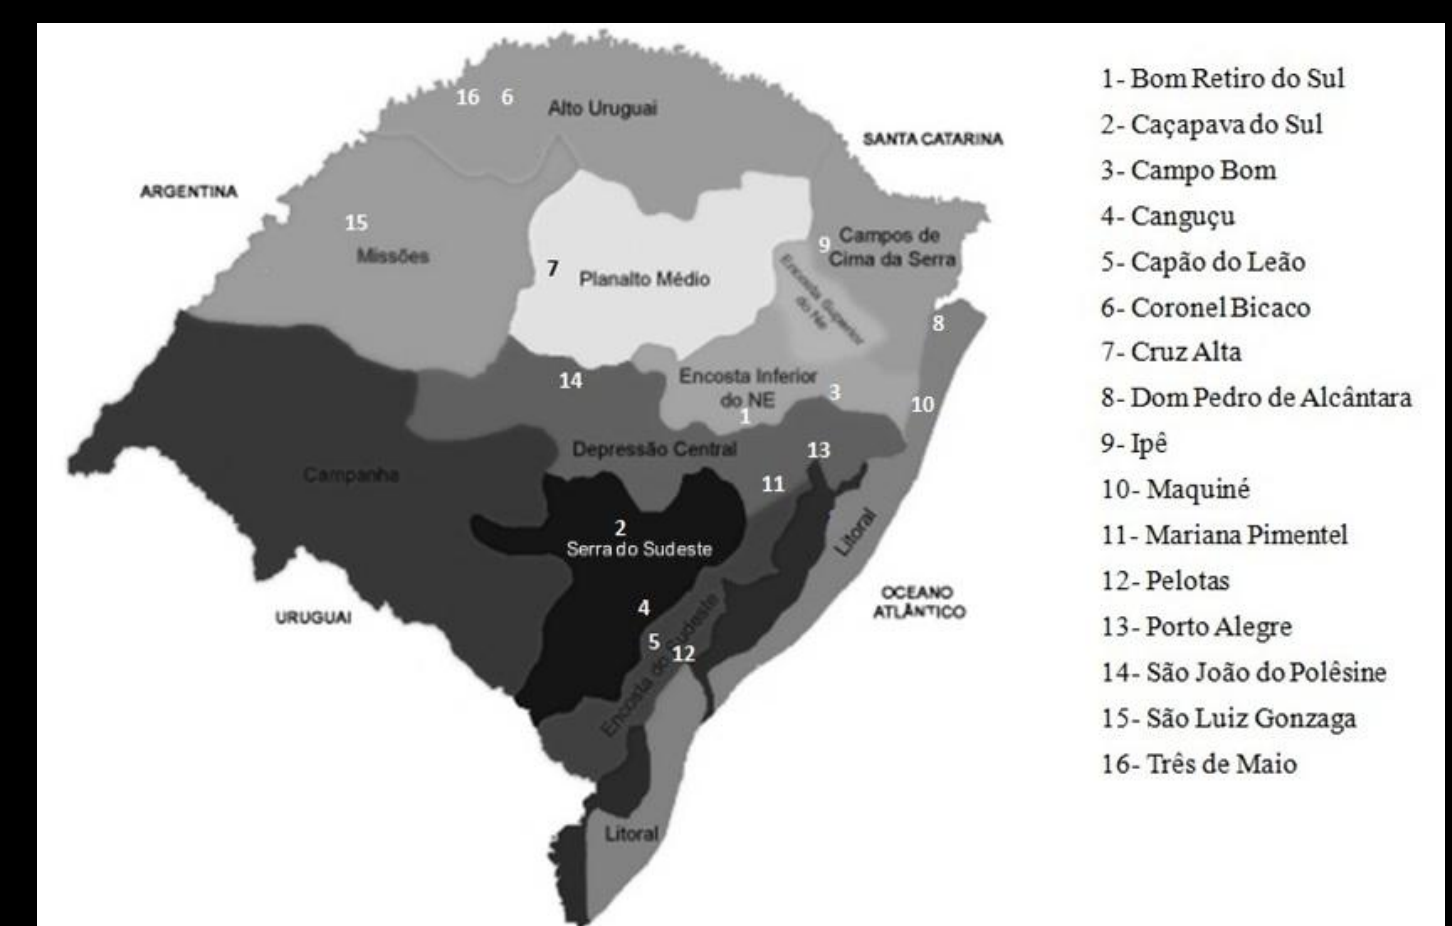 16 6
Alto Uruguai
SANTA CATARINA
ARGENTINA
15
Missões
9
Campos de
Cima da Serra
7
Planalto Médio
Encosta Superior
do Ne
8
14
Encosta Inferior
do NE
3
10
1
Depressão Central
13
Campanha
11
2
Serra do Sudeste
Litoral
OCEANO
ATLÂNTICO
URUGUAI
4
5
12
Encosta do Sudeste
Litoral
1- Bom Retiro do Sul
2- Caçapava do Sul
3- Campo Bom
4- Canguçu
5- Capão do Leão
6- Coronel Bicaco
7- Cruz Alta
8- Dom Pedro de Alcântara
9- Ipê
10- Maquiné
11- Mariana Pimentel
12- Pelotas
13- Porto Alegre
14- São João do Polêsine
15- São Luiz Gonzaga
16- Três de Maio